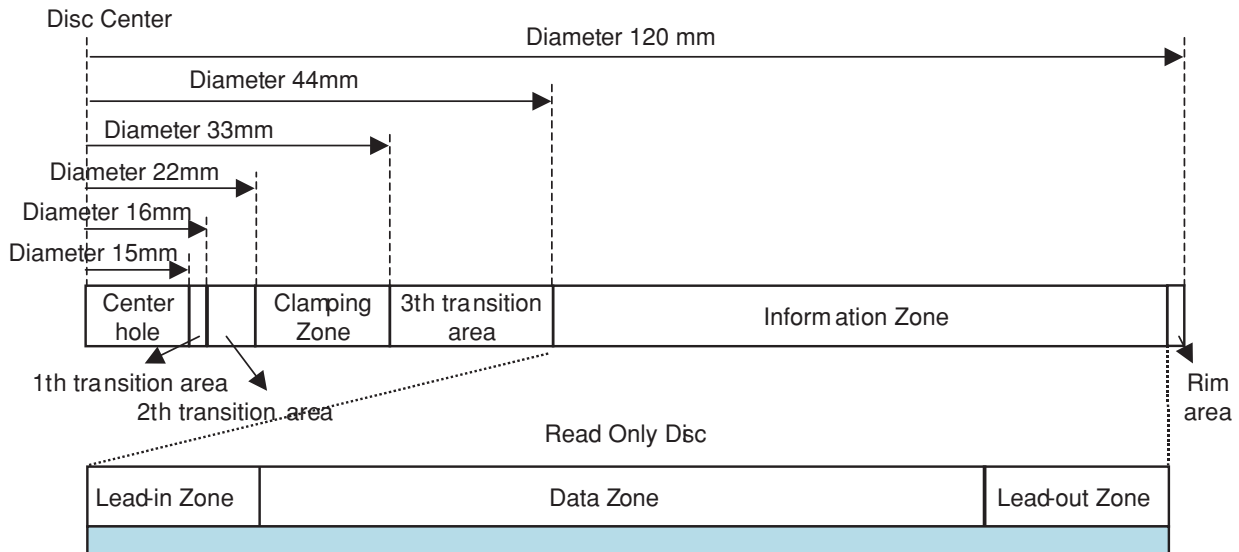 Disc Center
Diameter 120 mm
Diameter 44mm
Diameter 33mm
Diameter 22mm
Diameter 16mm
Diameter 15mm
Center
hole
Clamping
Zone
3th transition
area
Information Zone
1th transition area
2th transition area
Rim
area
Read Only Disc
Lead-in Zone
Data Zone
Lead-out Zone